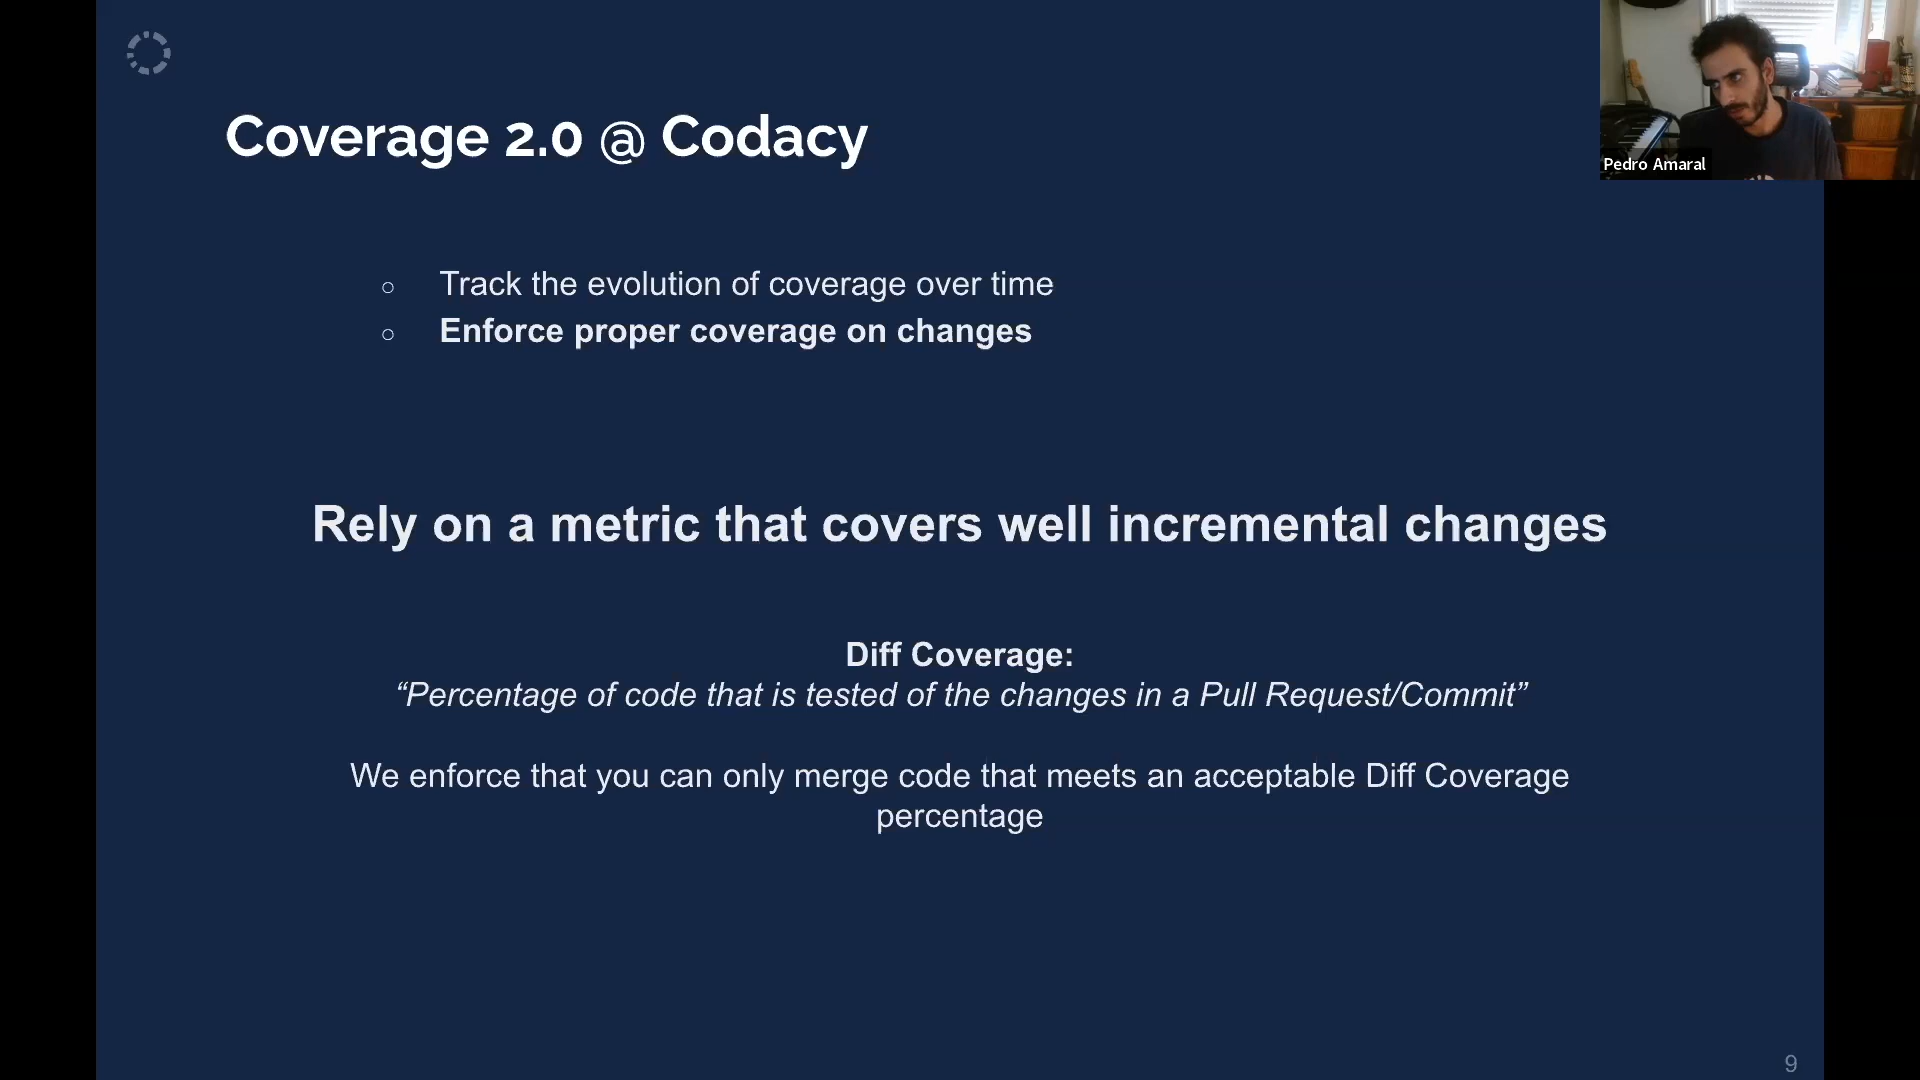 Coverage 2.0 @ Codacy
Pedro Amaral
○ Track the evolution of coverage over time
○ Enforce proper coverage on changes
Rely on a metric that covers well incremental changes
Diff Coverage:
“Percentage of code that is tested of the changes in a Pull Request/Commit”
We enforce that you can only merge code that meets an acceptable Diff Coverage
percentage
9